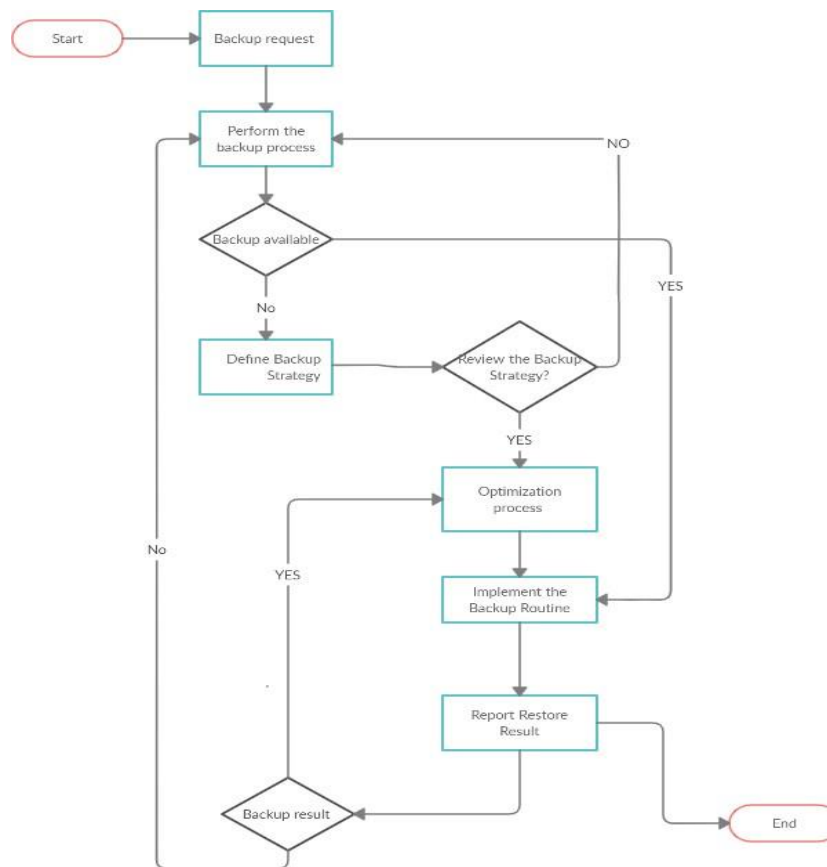 Start
Backup request
Perform the
backup process
NO
Backup available
YES
No
Define Backup
Strategy
Review the Backup
Strategy?
YES
Optimization
process
No
YES
Implement the
Backup Routine
Report Restore
Result
Backup result
End